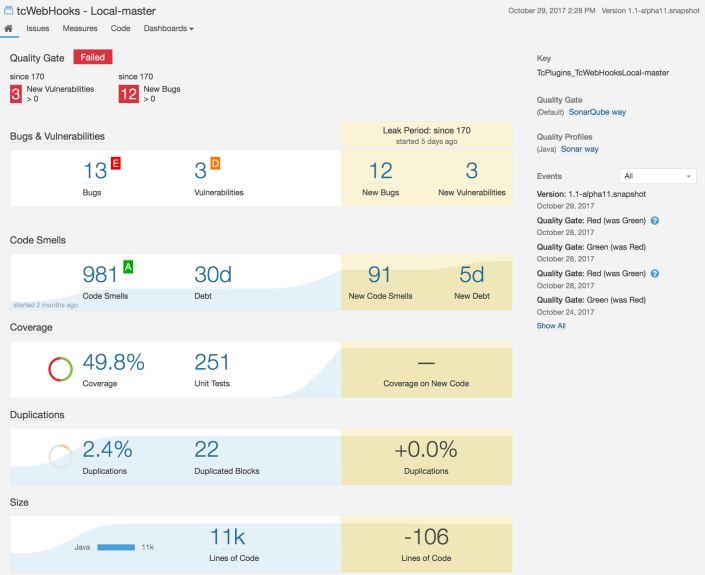 tcWebHooks - Local-master
October 29, 2017 2:28 PM Version 1.1-alpha11.snapshot
Issues Measures Code Dashboards
Quality Gate Failed
since 170
3 New Vulnerabilities
> 0
since 170
12 New Bugs
> 0
Bugs & Vulnerabilities
Leak Period: since 170
started 5 days ago
13 E
Bugs
3 D
Vulnerabilities
12
New Bugs
3
New Vulnerabilities
Code Smells
981 A
Code Smells
30d
Debt
91
New Code Smells
5d
New Debt
started 2 months ago
Coverage
49.8%
Coverage
251
Unit Tests
—
Coverage on New Code
Duplications
2.4%
Duplications
22
Duplicated Blocks
+0.0%
Duplications
Size
Java 11k
11k
Lines of Code
-106
Lines of Code
Key
TcPlugins_TcWebHooksLocal-master
Quality Gate
(Default) SonarQube way
Quality Profiles
(Java) Sonar way
Events All
Version: 1.1-alpha11.snapshot
October 29, 2017
Quality Gate: Red (was Green) ?
October 28, 2017
Quality Gate: Green (was Red)
October 28, 2017
Quality Gate: Red (was Green) ?
October 28, 2017
Quality Gate: Green (was Red)
October 24, 2017
Show All